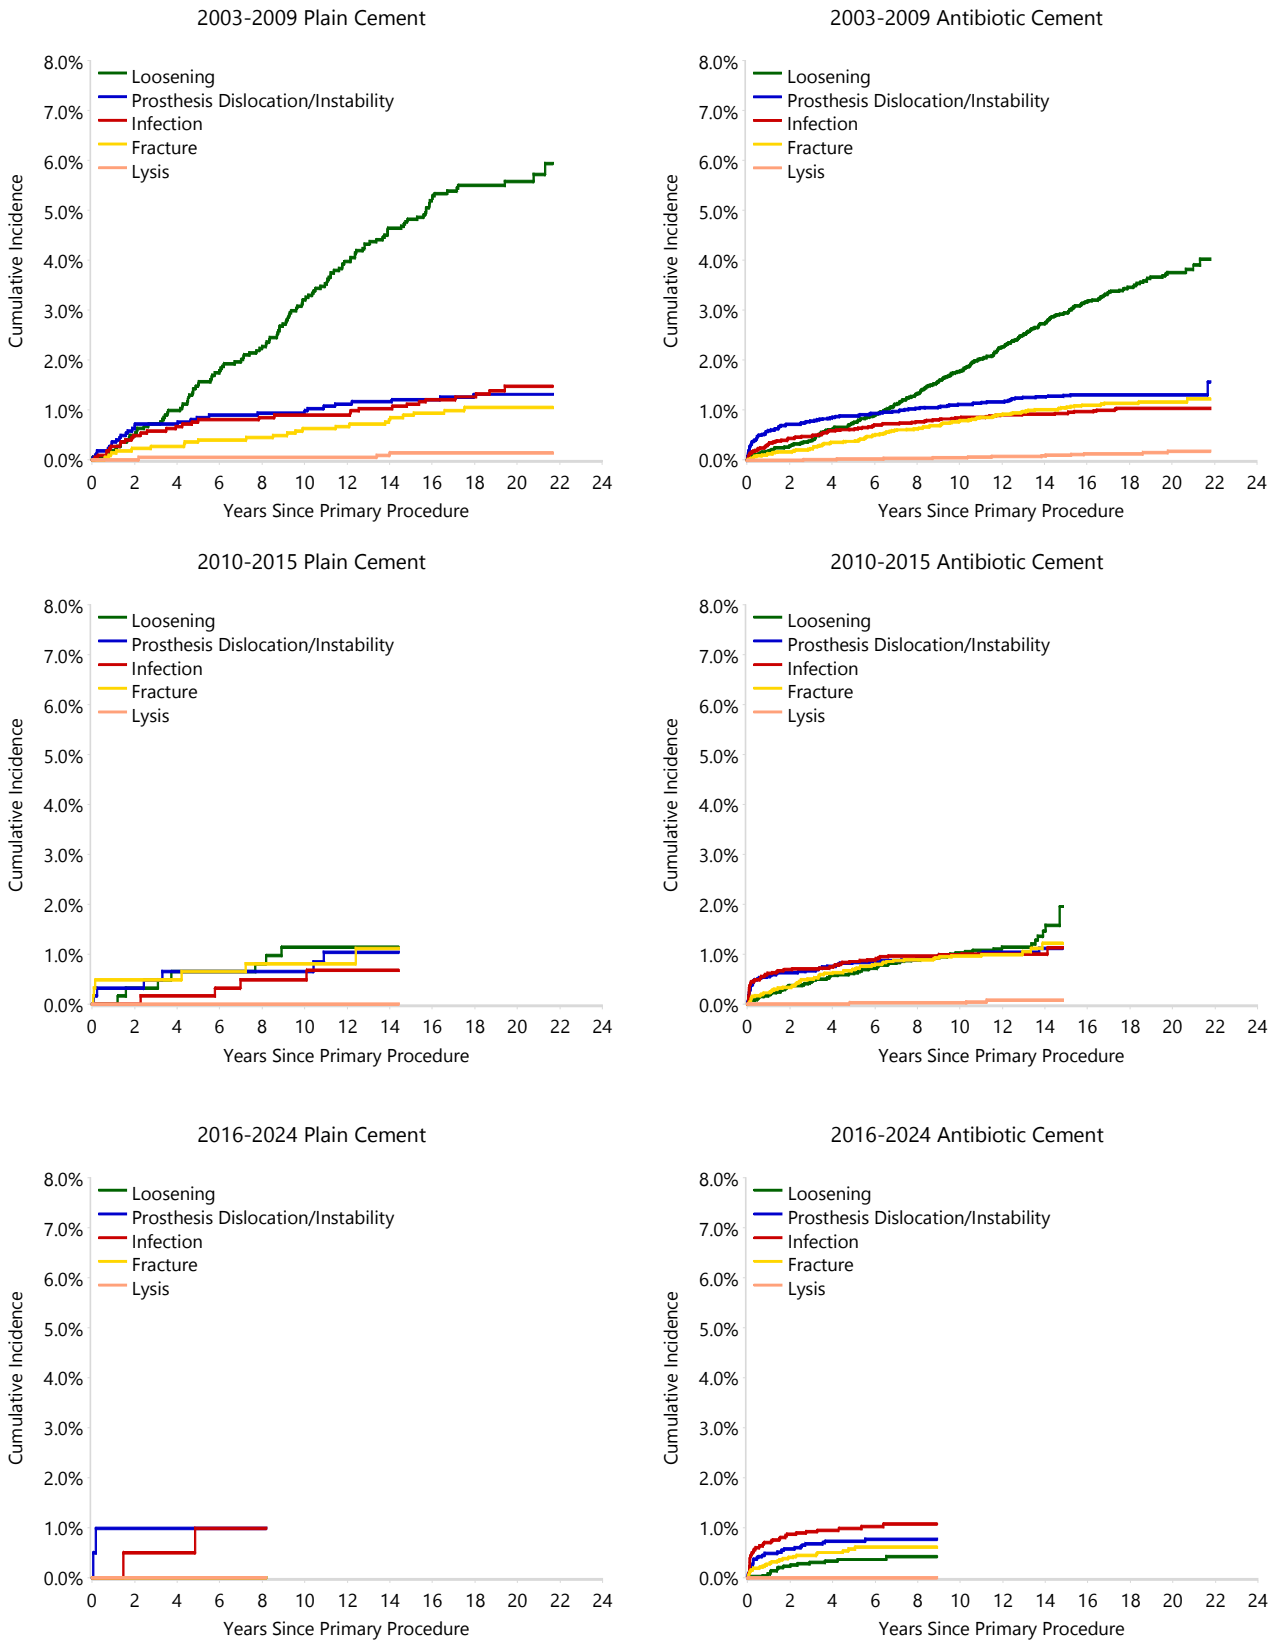 2003-2009 Plain Cement
8.0%
7.0%
6.0%
5.0%
4.0%
3.0%
2.0%
1.0%
0.0%
Cumulative Incidence
Loosening
Prosthesis Dislocation/Instability
Infection
Fracture
Lysis
0 2 4 6 8 10 12 14 16 18 20 22 24
Years Since Primary Procedure
2003-2009 Antibiotic Cement
8.0%
7.0%
6.0%
5.0%
4.0%
3.0%
2.0%
1.0%
0.0%
Cumulative Incidence
Loosening
Prosthesis Dislocation/Instability
Infection
Fracture
Lysis
0 2 4 6 8 10 12 14 16 18 20 22 24
Years Since Primary Procedure
2010-2015 Plain Cement
8.0%
7.0%
6.0%
5.0%
4.0%
3.0%
2.0%
1.0%
0.0%
Cumulative Incidence
Loosening
Prosthesis Dislocation/Instability
Infection
Fracture
Lysis
0 2 4 6 8 10 12 14 16 18 20 22 24
Years Since Primary Procedure
2010-2015 Antibiotic Cement
8.0%
7.0%
6.0%
5.0%
4.0%
3.0%
2.0%
1.0%
0.0%
Cumulative Incidence
Loosening
Prosthesis Dislocation/Instability
Infection
Fracture
Lysis
0 2 4 6 8 10 12 14 16 18 20 22 24
Years Since Primary Procedure
2016-2024 Plain Cement
8.0%
7.0%
6.0%
5.0%
4.0%
3.0%
2.0%
1.0%
0.0%
Cumulative Incidence
Loosening
Prosthesis Dislocation/Instability
Infection
Fracture
Lysis
0 2 4 6 8 10 12 14 16 18 20 22 24
Years Since Primary Procedure
2016-2024 Antibiotic Cement
8.0%
7.0%
6.0%
5.0%
4.0%
3.0%
2.0%
1.0%
0.0%
Cumulative Incidence
Loosening
Prosthesis Dislocation/Instability
Infection
Fracture
Lysis
0 2 4 6 8 10 12 14 16 18 20 22 24
Years Since Primary Procedure